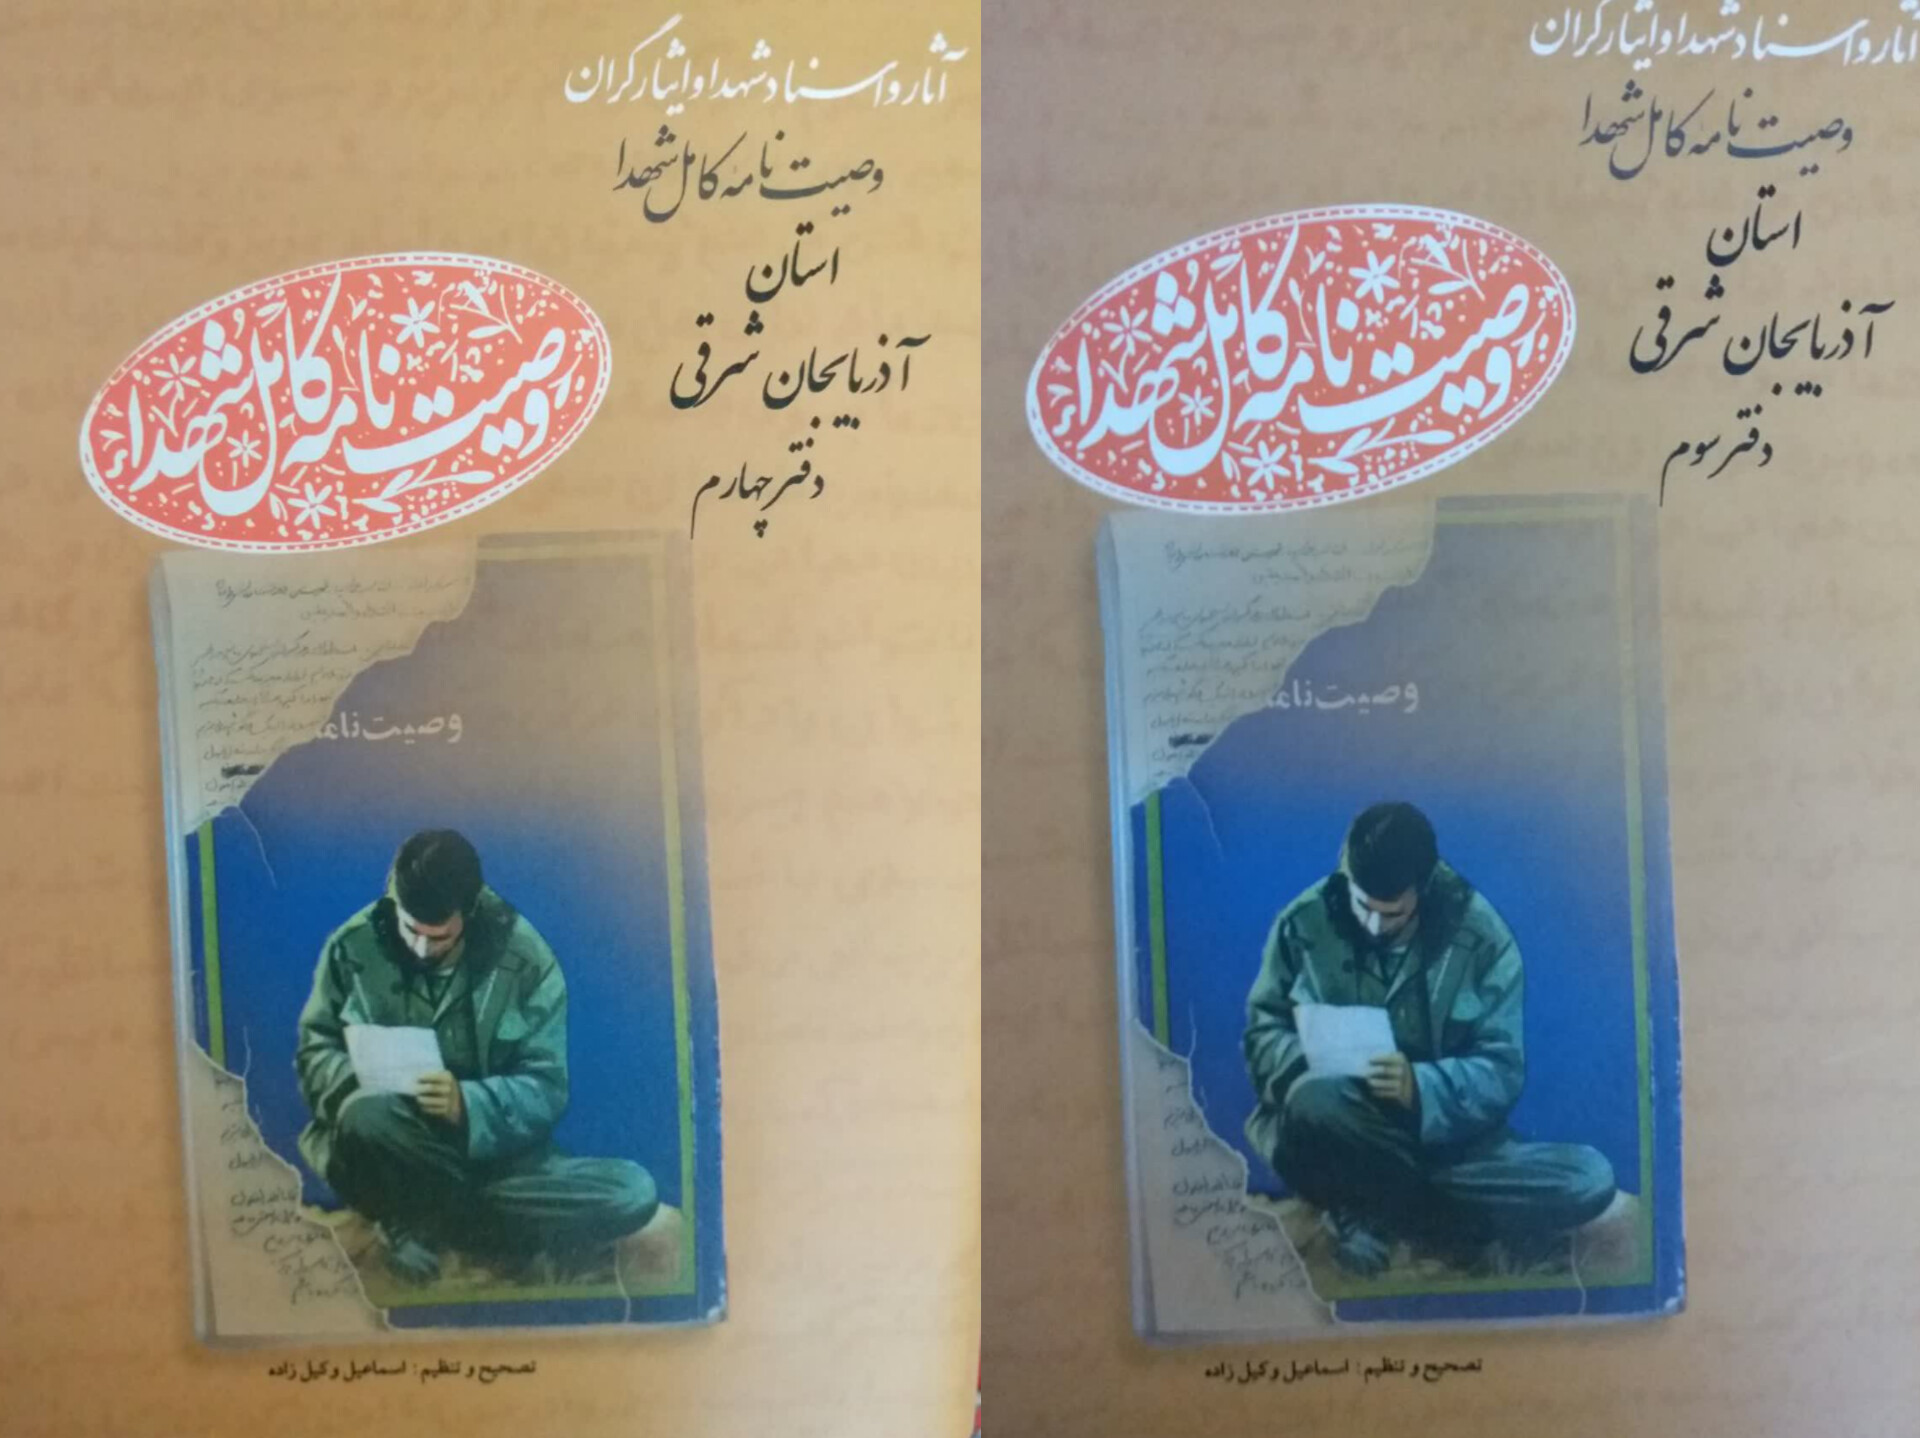 آثار و اسناد شهدا و ایثارگران
وصیت نامه کامل شهدا
استان
آذربایجان شرقی
دفتر چهارم
وصیت نامه کامل شهدا
وصیت نامه
تصحیح و تنظیم : اسماعیل وکیل زاده
آثار و اسناد شهدا و ایثارگران
وصیت نامه کامل شهدا
استان
آذربایجان شرقی
دفتر سوم
وصیت نامه کامل شهدا
وصیت نامه
تصحیح و تنظیم : اسماعیل وکیل زاده